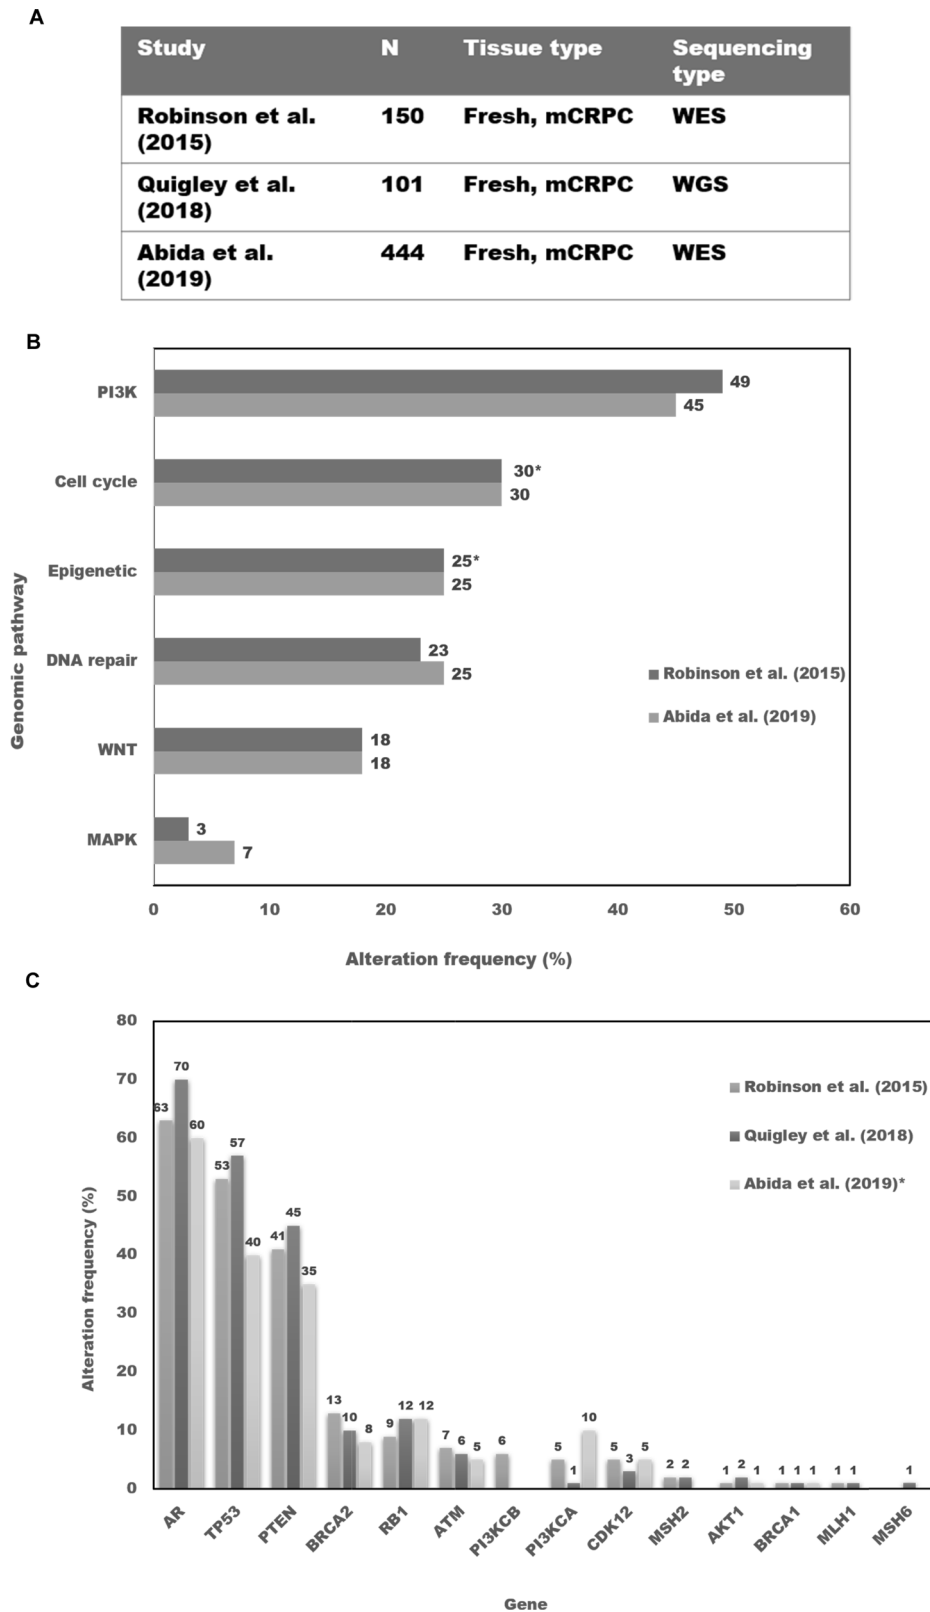 A
Study N Tissue type Sequencing
type
Robinson et al. 150 Fresh, mCRPC WES
(2015)
Quigley et al. 101 Fresh, mCRPC WGS
(2018)
Abida et al. 444 Fresh, mCRPC WES
(2019)
B
Genomic pathway
PI3K
49
45
Cell cycle
30*
30
Epigenetic
25*
25
DNA repair
23
25
WNT
18
18
MAPK
3
7
Robinson et al. (2015)
Abida et al. (2019)
0 10 20 30 40 50 60
Alteration frequency (%)
C
Alteration frequency (%)
80
70
60
50
40
30
20
10
0
63 70 60
53 57 40
41 45 35
13 10 8
9 12 12
7 6 5
6
5 1 10
5 3 5
2 2
1 2 1
1 1 1
1 1
1
Robinson et al. (2015)
Quigley et al. (2018)
Abida et al. (2019)*
AR TP53 PTEN BRCA2 RB1 ATM PI3KCB PI3KCA CDK12 MSH2 AKT1 BRCA1 MLH1 MSH6
Gene